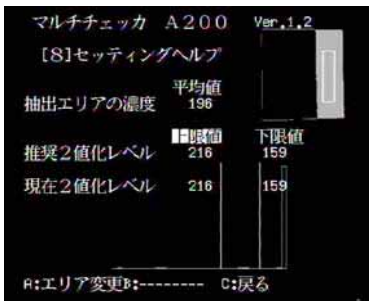 マルチチェッカ A200 Ver.1.2
[8]セッティングヘルプ
平均値
抽出エリアの濃度 196
上限値 下限値
推奨2値化レベル 216 159
現在2値化レベル 216 159
A:エリア変更B:-------- C:戻る